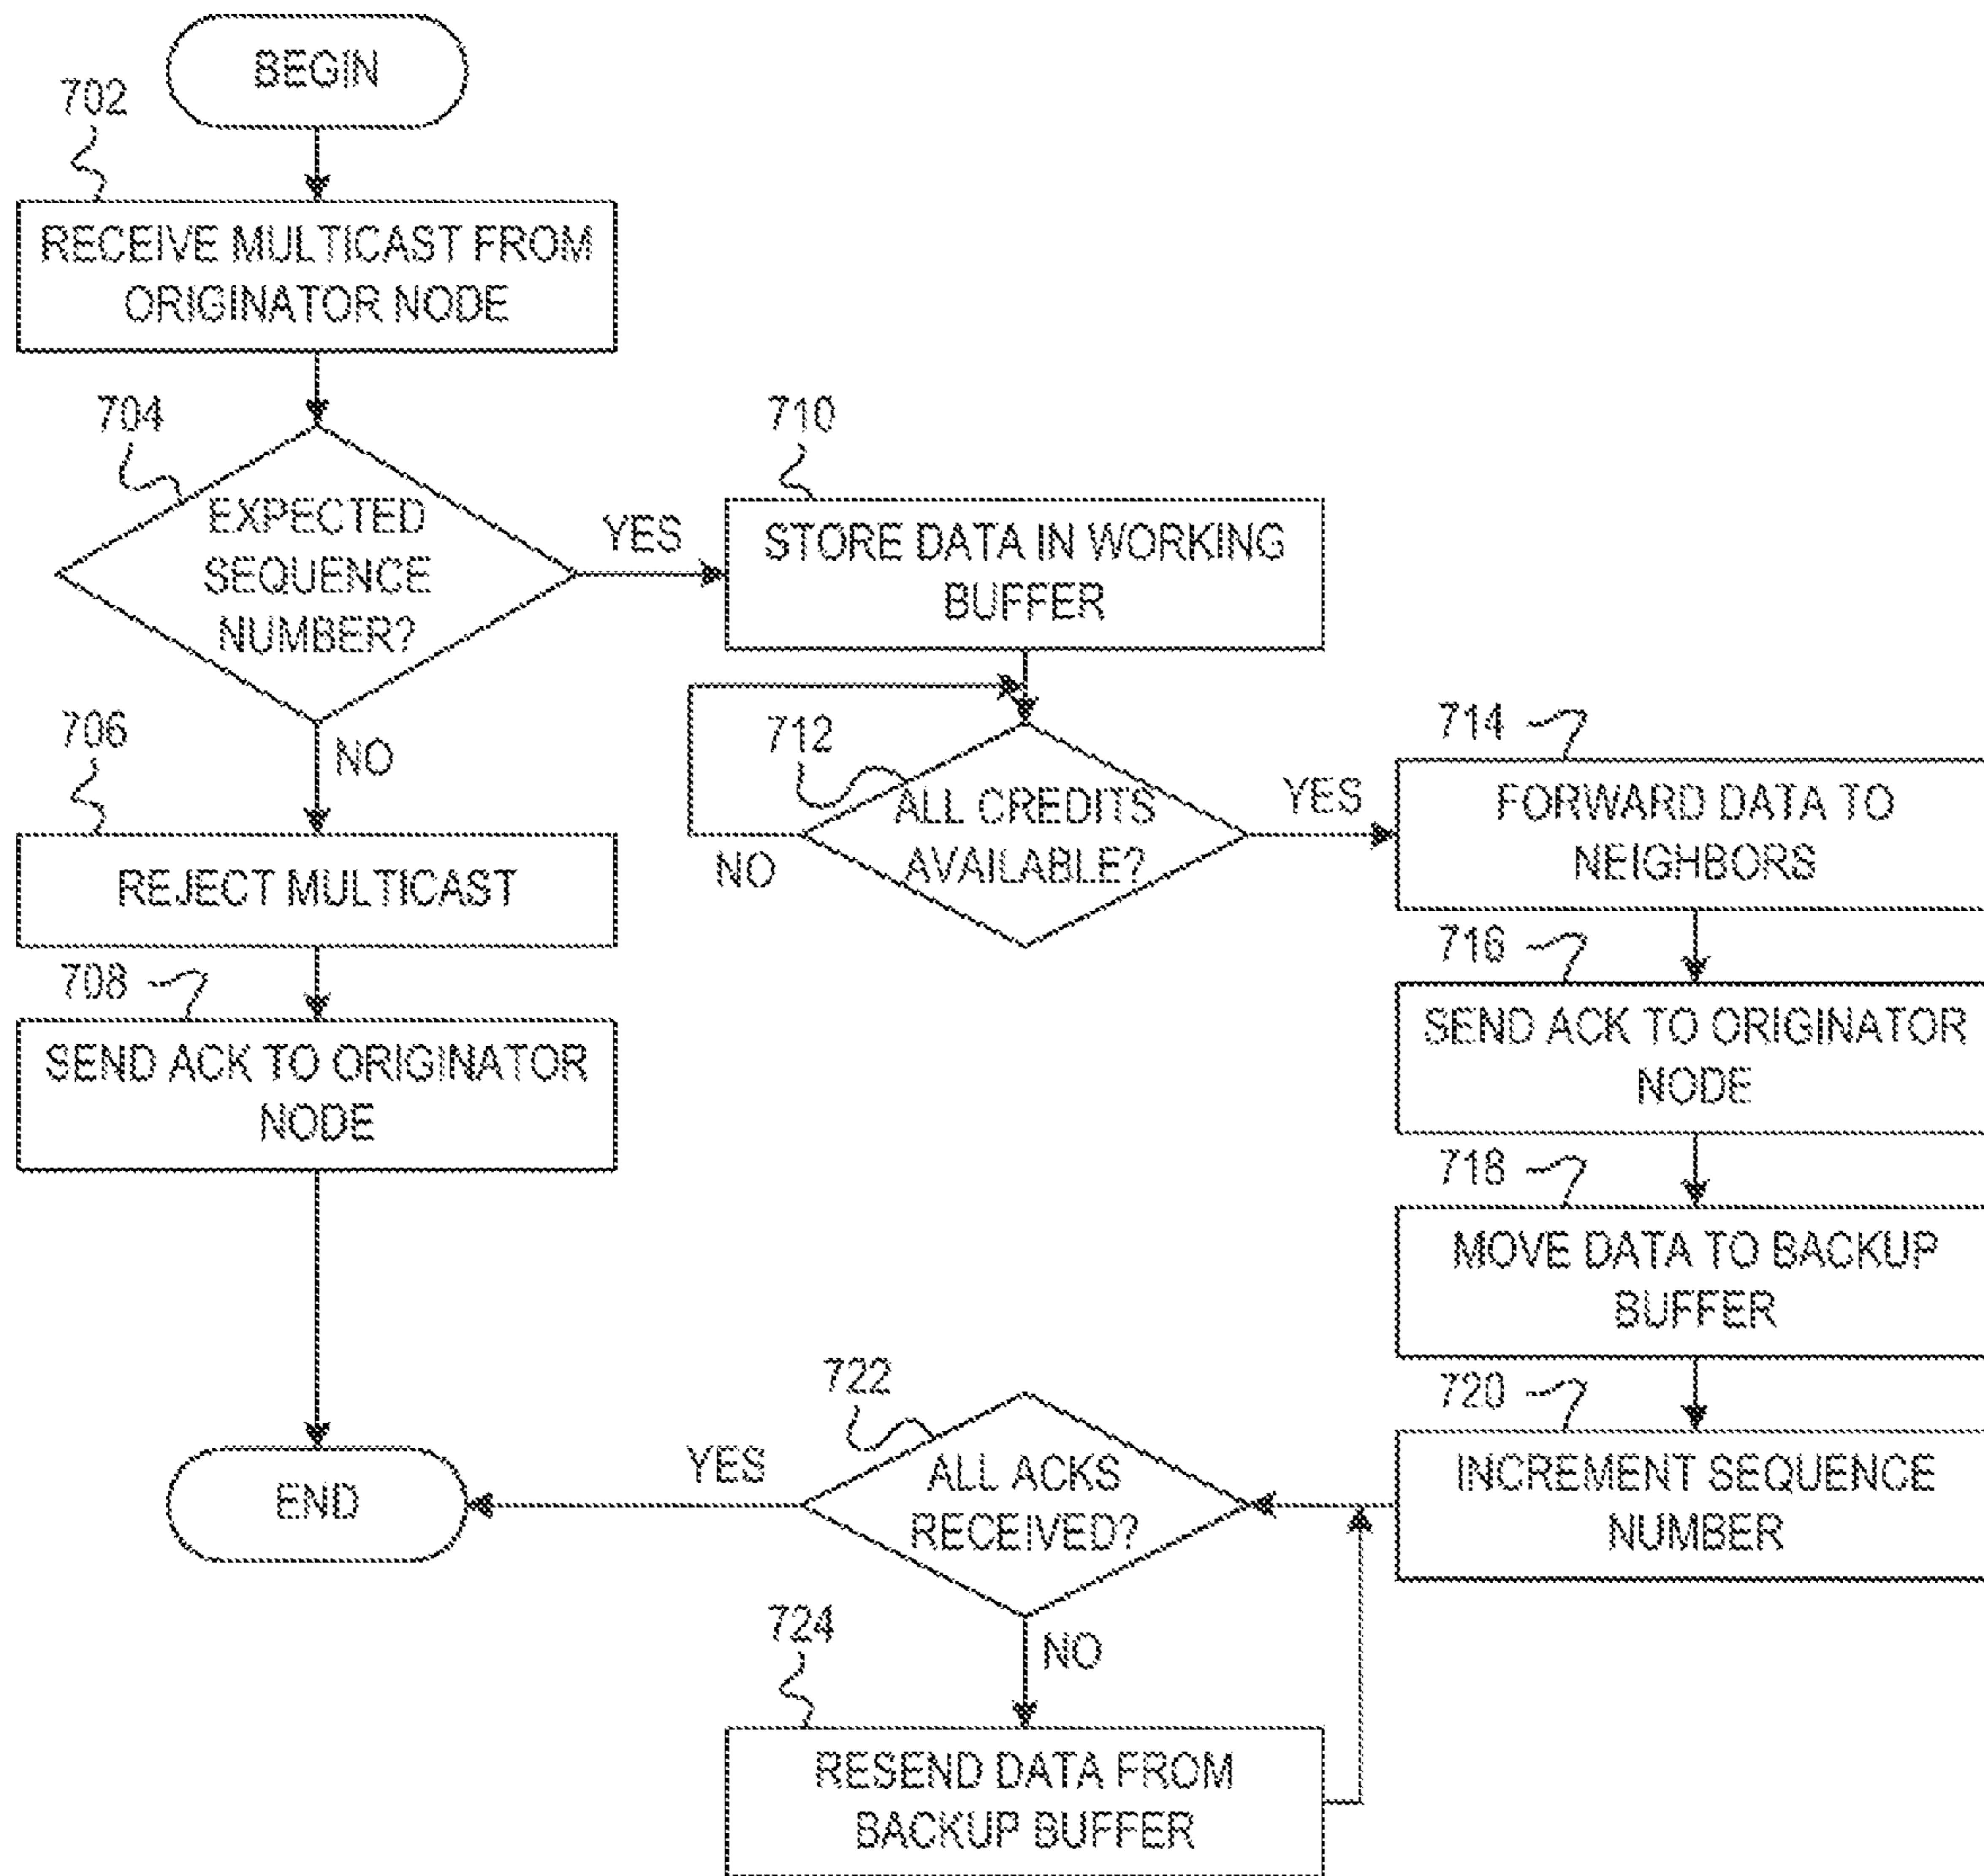 BEGIN
702
RECEIVE MULTICAST FROM
ORIGINATOR NODE
704
EXPECTED
SEQUENCE
NUMBER?
YES
NO
706
REJECT MULTICAST
708
SEND ACK TO ORIGINATOR
NODE
710
STORE DATA IN WORKING
BUFFER
712
ALL CREDITS
AVAILABLE?
NO
YES
714
FORWARD DATA TO
NEIGHBORS
716
SEND ACK TO ORIGINATOR
NODE
718
MOVE DATA TO BACKUP
BUFFER
720
INCREMENT SEQUENCE
NUMBER
722
ALL ACKS
RECEIVED?
YES
NO
724
RESEND DATA FROM
BACKUP BUFFER
END